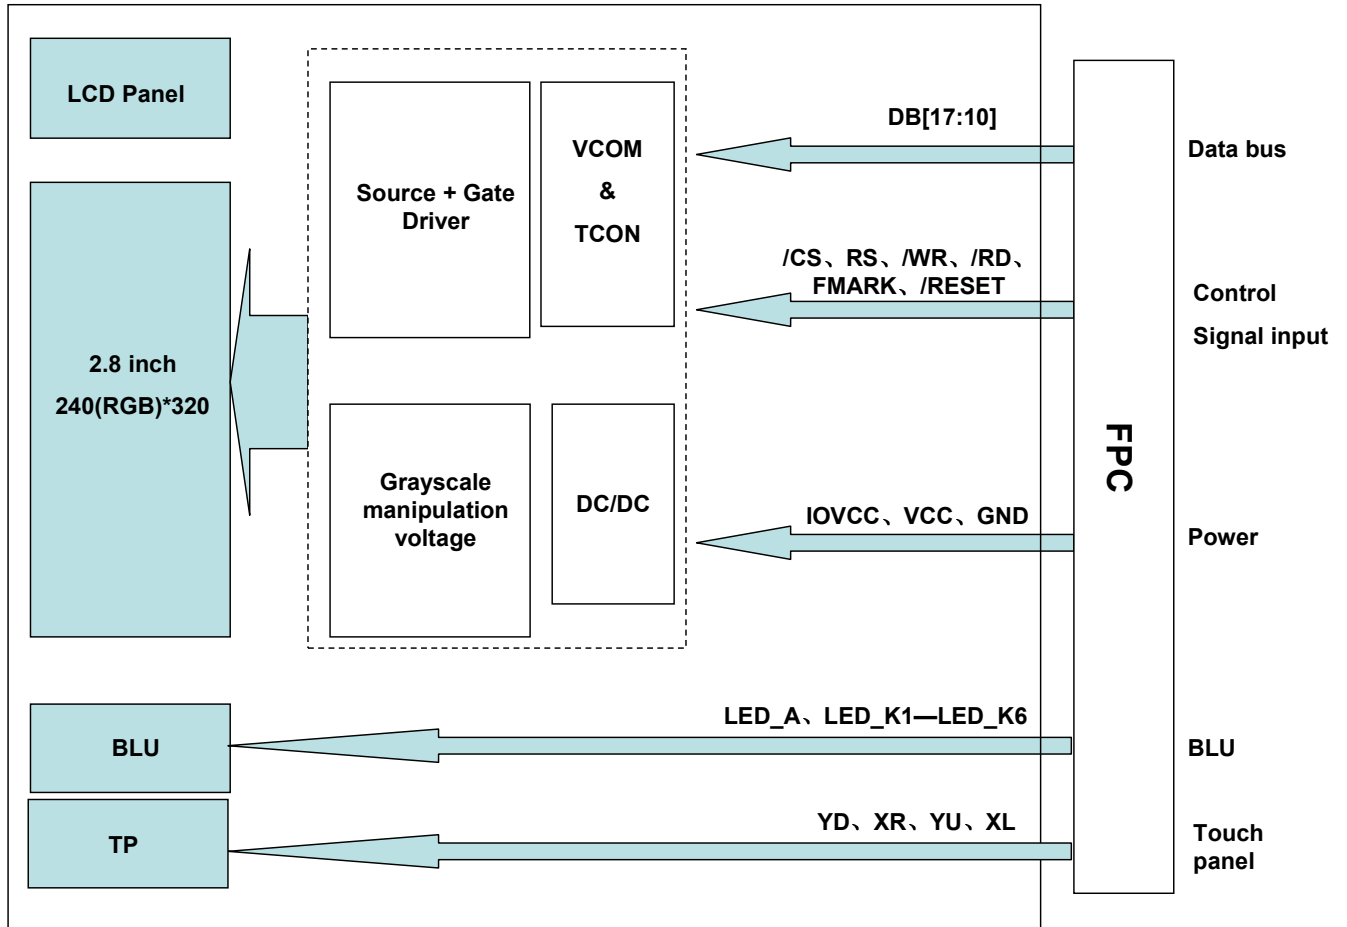 LCD Panel
2.8 inch
240(RGB)*320
Source + Gate
Driver
VCOM
&
TCON
Grayscale
manipulation
voltage
DC/DC
DB[17:10]
Data bus
/CS、RS、/WR、/RD、
FMARK、/RESET
Control
Signal input
FPC
IOVCC、VCC、GND
Power
LED_A、LED_K1—LED_K6
BLU
BLU
YD、XR、YU、XL
TP
Touch
panel